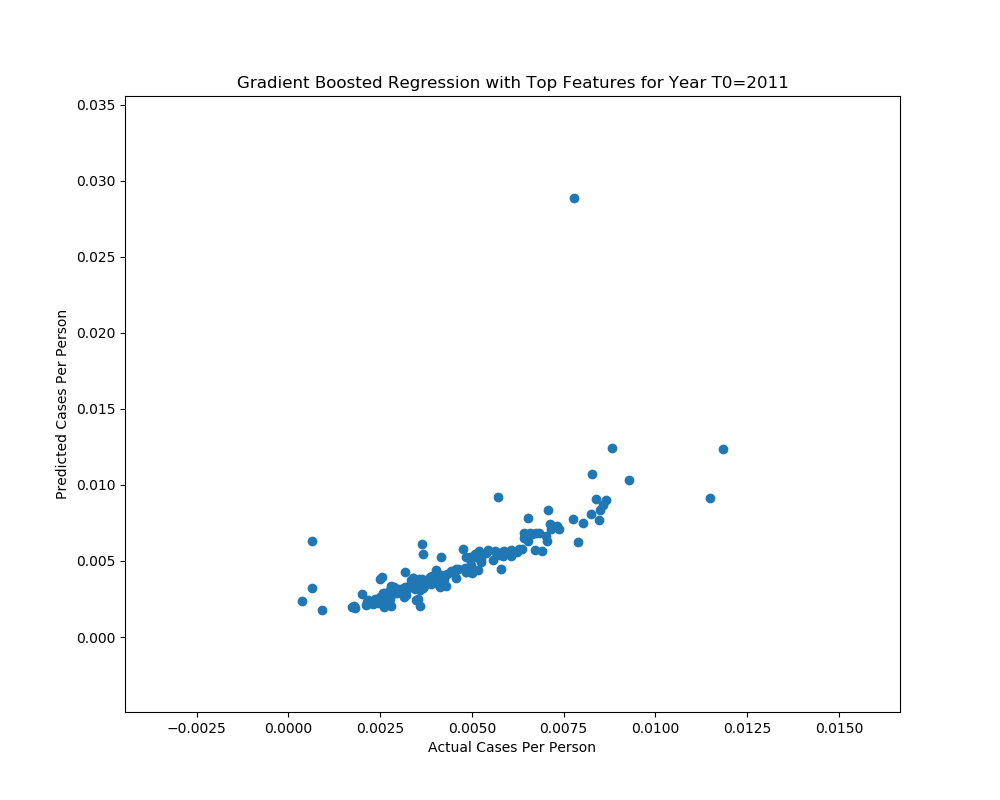 Gradient Boosted Regression with Top Features for Year T0=2011
0.035
0.030
0.025
0.020
0.015
0.010
0.005
0.000
Predicted Cases Per Person
−0.0025 0.0000 0.0025 0.0050 0.0075 0.0100 0.0125 0.0150
Actual Cases Per Person